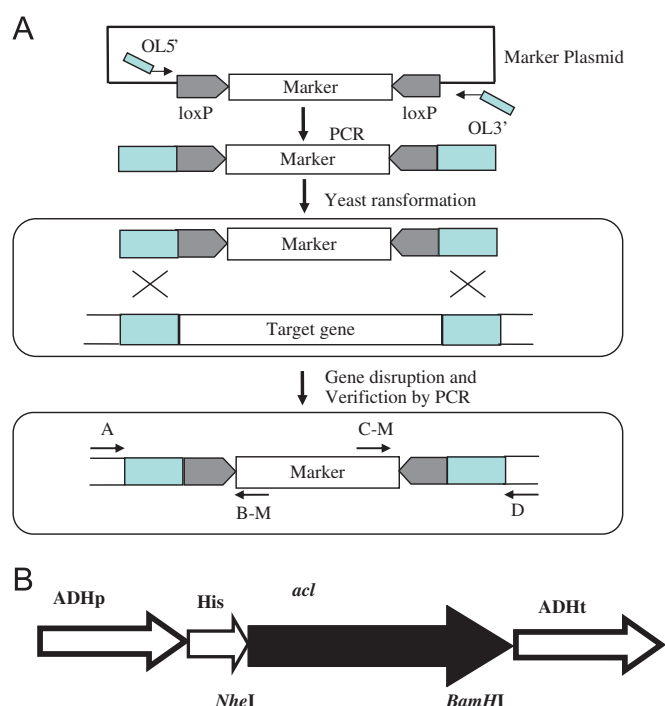 A
OL5'
Marker Plasmid
Marker
loxP
loxP
OL3'
PCR
Marker
Yeast ransformation
Marker
Target gene
Gene disruption and
Verifiction by PCR
A
C-M
Marker
B-M
D
B
ADHp
His
acl
ADHt
NheI
BamHI